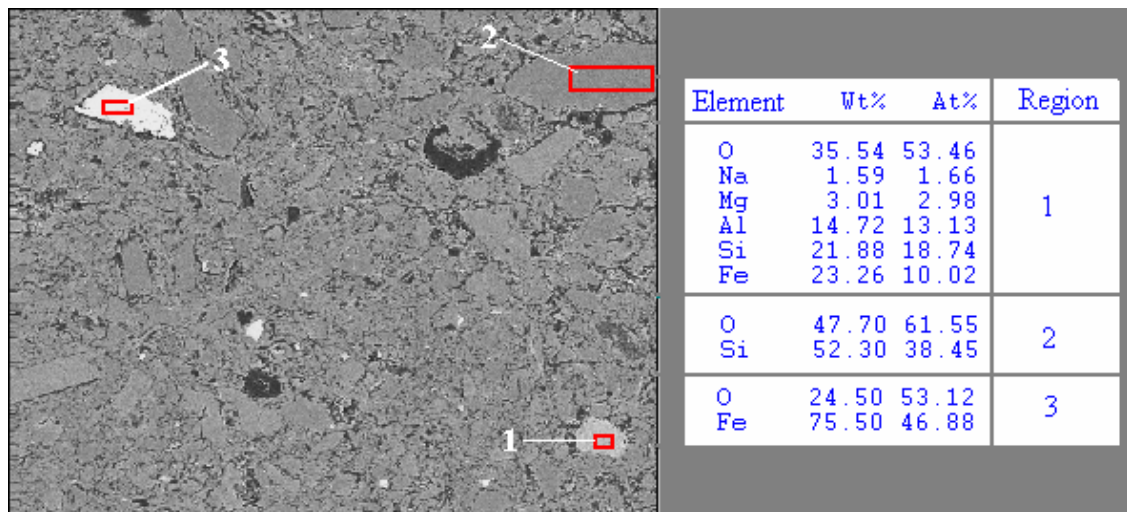 2
3
1
Element Wt% At% Region
O 35.54 53.46
Na 1.59 1.66
Mg 3.01 2.98
Al 14.72 13.13
Si 21.88 18.74
Fe 23.26 10.02
1
O 47.70 61.55
Si 52.30 38.45
2
O 24.50 53.12
Fe 75.50 46.88
3